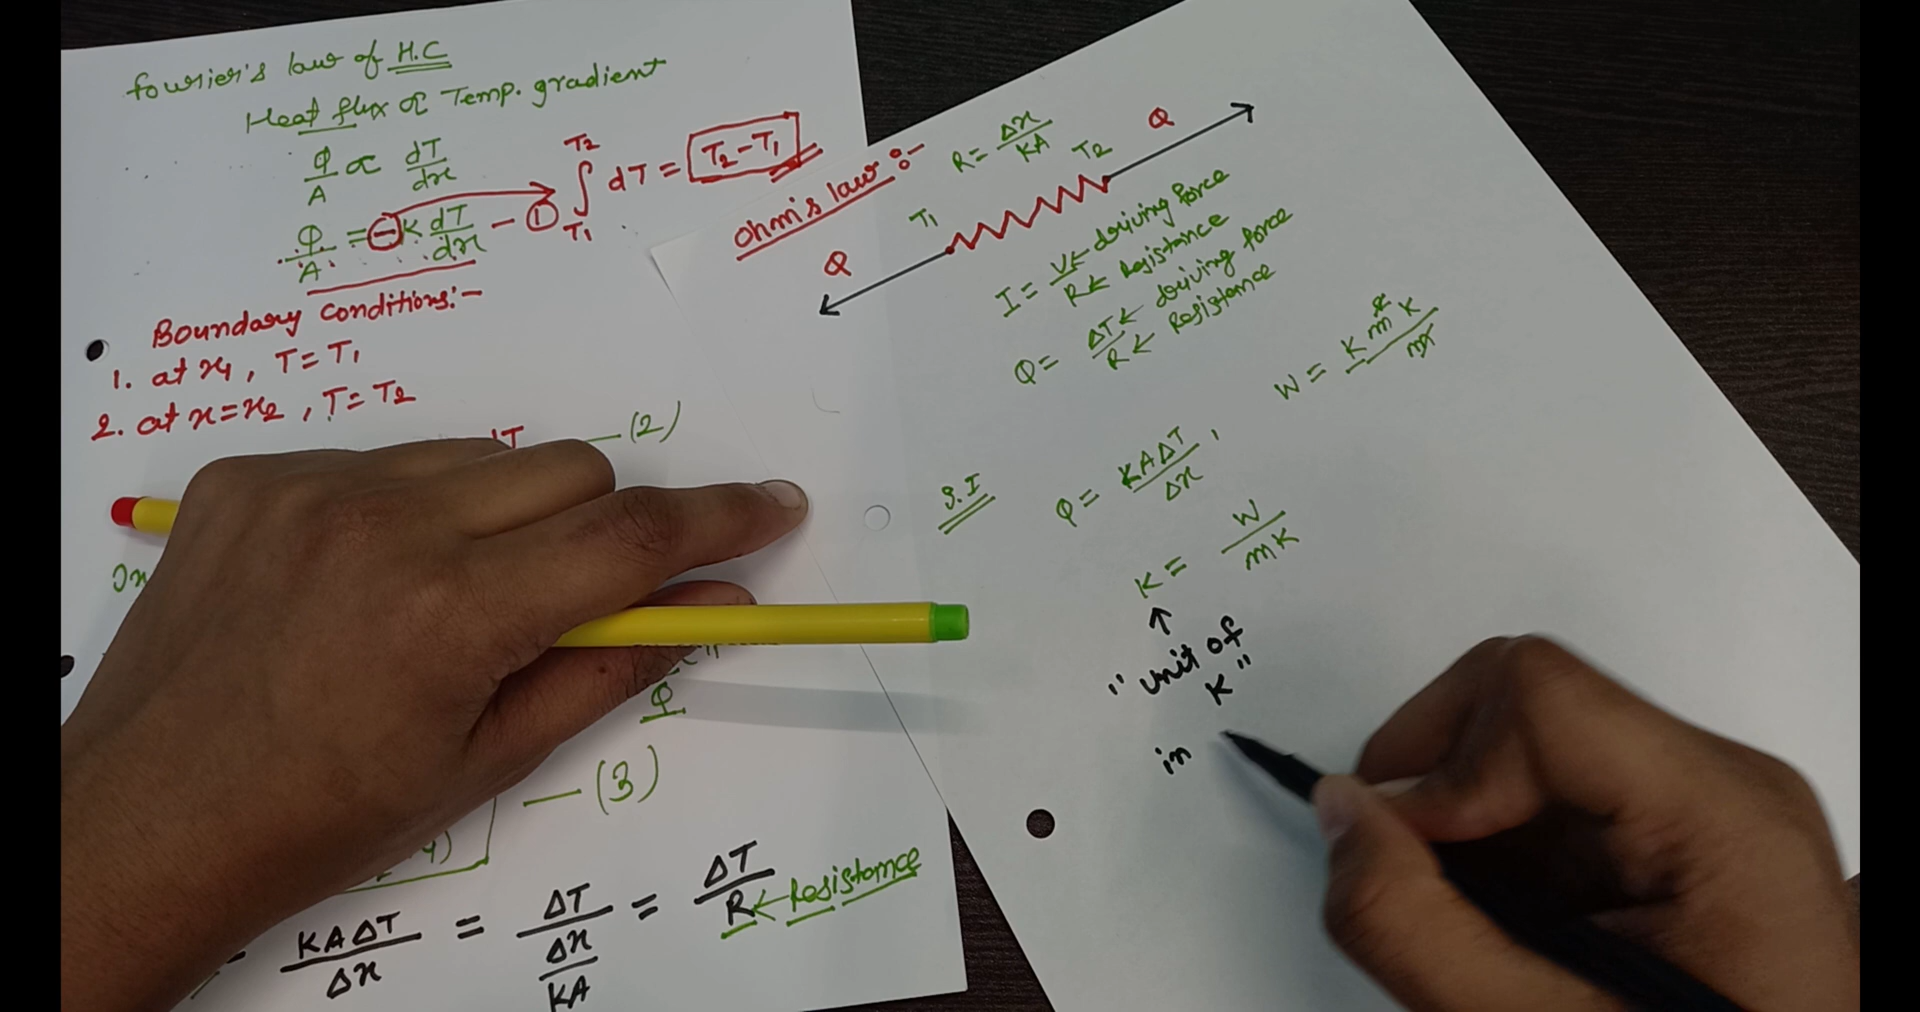 fourier's law of H.C
Heat flux ∝ Temp. gradient
Q/A ∝ dT/dx
Q/A = -K dT/dx - ①
∫ T1 T2 dT = T2-T1
Boundary Conditions:-
1. at x1, T=T1
2. at x=x2, T=T2
dT — (2)
Q
— (3)
KAΔT/Δx = ΔT/(Δx/KA) = ΔT/R ← Resistance
Ohm's law :-
R = Δx/KA
Q T1 T2 Q
I = V ← driving force / R ← Resistance
Q = ΔT ← driving force / R ← Resistance
W = K m² K / m
S.I
Q = KAΔT/Δx ,
K = W/mK
↑
"unit of
K"
in